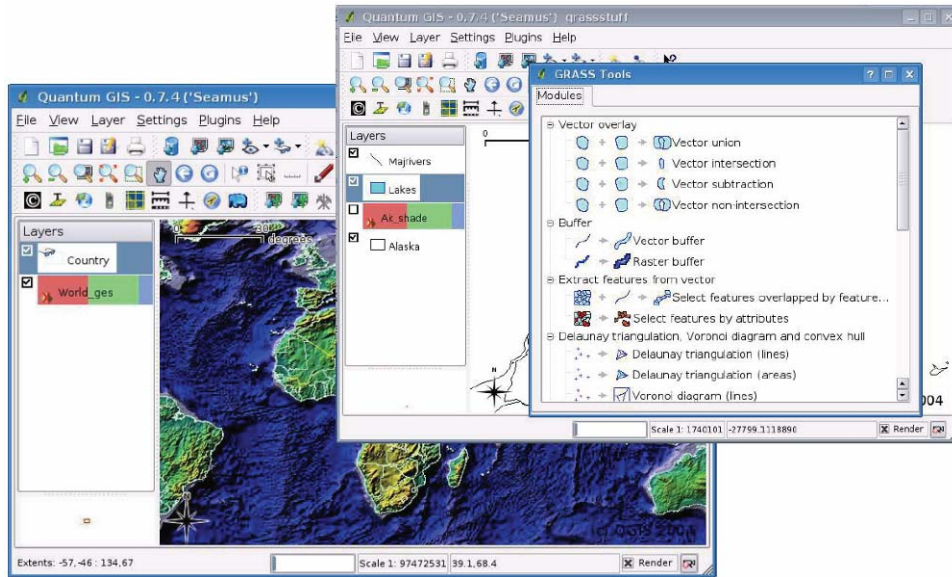 Quantum GIS - 0.7.4 ('Seamus') grassstuff
File View Layer Settings Plugins Help
Layers
Majrivers
Lakes
Ak_shade
Alaska
0
N
004
Scale 1: 1740101
-27799.1118890
Render
GRASS Tools
Modules
Vector overlay
Vector union
Vector intersection
Vector subtraction
Vector non-intersection
Buffer
Vector buffer
Raster buffer
Extract features from vector
Select features overlapped by feature...
Select features by attributes
Delaunay triangulation, Voronoi diagram and convex hull
Delaunay triangulation (lines)
Delaunay triangulation (areas)
Voronoi diagram (lines)
Quantum GIS - 0.7.4 ('Seamus')
File View Layer Settings Plugins Help
Layers
Country
World_ges
0 30
degrees
Extents: -57,-46 : 134,67
Scale 1: 97472531
39.1,68.4
Render